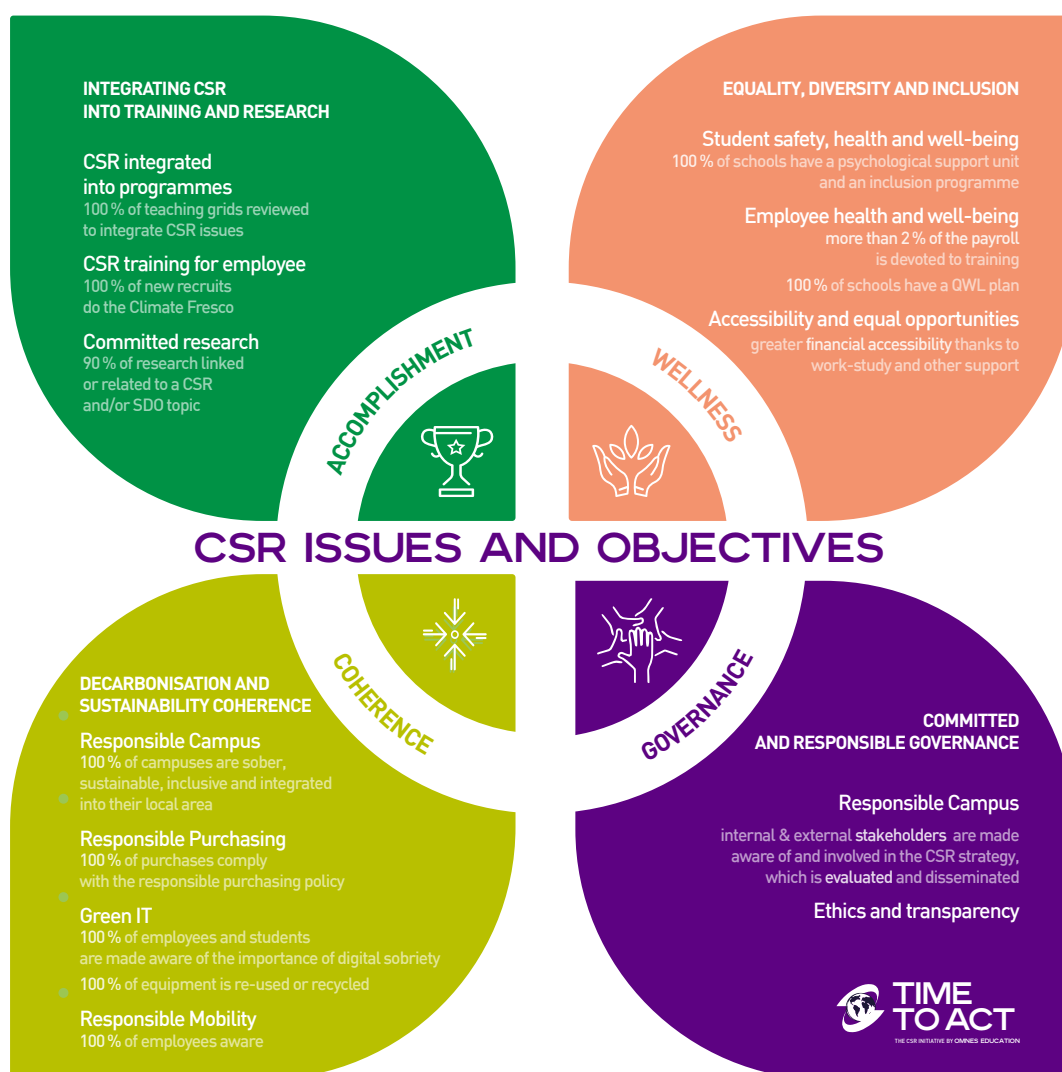 INTEGRATING CSR
INTO TRAINING AND RESEARCH
CSR integrated
into programmes
100 % of teaching grids reviewed
to integrate CSR issues
CSR training for employee
100 % of new recruits
do the Climate Fresco
Committed research
90 % of research linked
or related to a CSR
and/or SDO topic
ACCOMPLISHMENT
EQUALITY, DIVERSITY AND INCLUSION
Student safety, health and well-being
100 % of schools have a psychological support unit
and an inclusion programme
Employee health and well-being
more than 2 % of the payroll
is devoted to training
100 % of schools have a QWL plan
Accessibility and equal opportunities
greater financial accessibility thanks to
work-study and other support
WELLNESS
CSR ISSUES AND OBJECTIVES
COHERENCE
DECARBONISATION AND
SUSTAINABILITY COHERENCE
Responsible Campus
100 % of campuses are sober,
sustainable, inclusive and integrated
into their local area
Responsible Purchasing
100 % of purchases comply
with the responsible purchasing policy
Green IT
100 % of employees and students
are made aware of the importance of digital sobriety
100 % of equipment is re-used or recycled
Responsible Mobility
100 % of employees aware
GOVERNANCE
COMMITTED
AND RESPONSIBLE GOVERNANCE
Responsible Campus
internal & external stakeholders are made
aware of and involved in the CSR strategy,
which is evaluated and disseminated
Ethics and transparency
TIME
TO ACT
THE CSR INITIATIVE BY OMNES EDUCATION